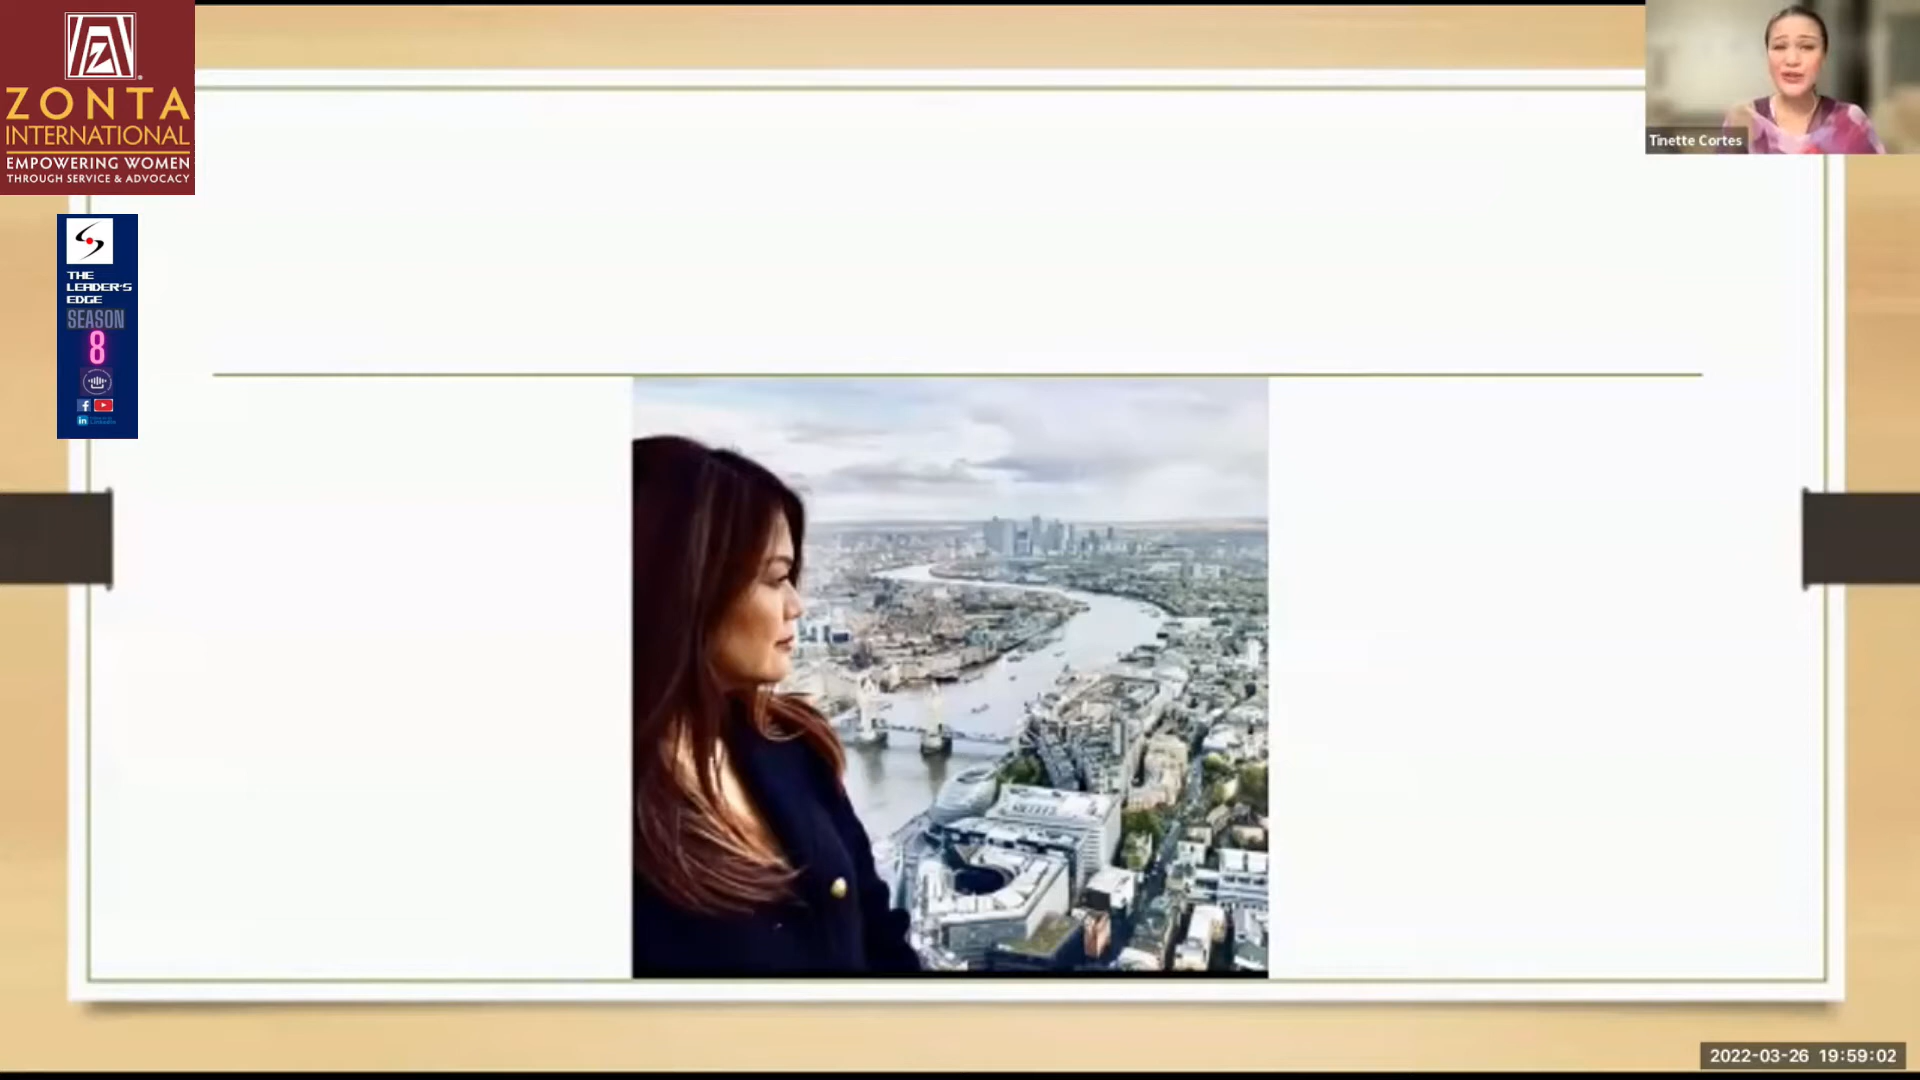 ZONTA
INTERNATIONAL
EMPOWERING WOMEN
THROUGH SERVICE & ADVOCACY
Tinette Cortes
THE
LEADER'S
EDGE
SEASON
8
2022-03-26 19:59:02